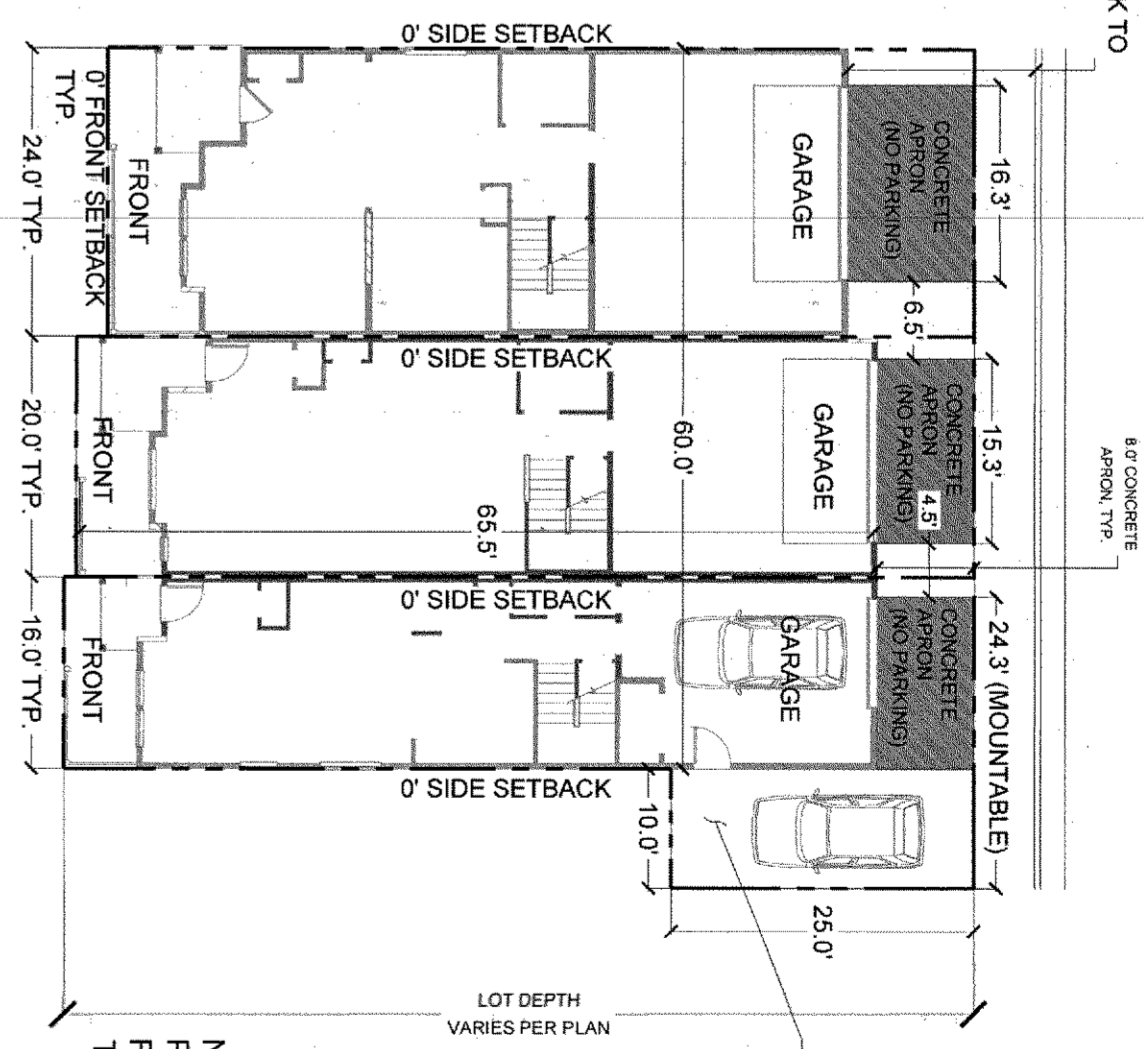 K TO
0' SIDE SETBACK
16.3'
CONCRETE
APRON
(NO PARKING)
GARAGE
FRONT
0' FRONT SETBACK
TYP.
24.0' TYP.
6.5'
0' SIDE SETBACK
15.3'
CONCRETE
APRON
(NO PARKING)
4.5'
8.0' CONCRETE
APRON, TYP.
GARAGE
60.0'
65.5'
FRONT
20.0' TYP.
0' SIDE SETBACK
24.3' (MOUNTABLE)
CONCRETE
APRON
(NO PARKING)
GARAGE
FRONT
16.0' TYP.
0' SIDE SETBACK
10.0'
25.0'
LOT DEPTH
VARIES PER PLAN